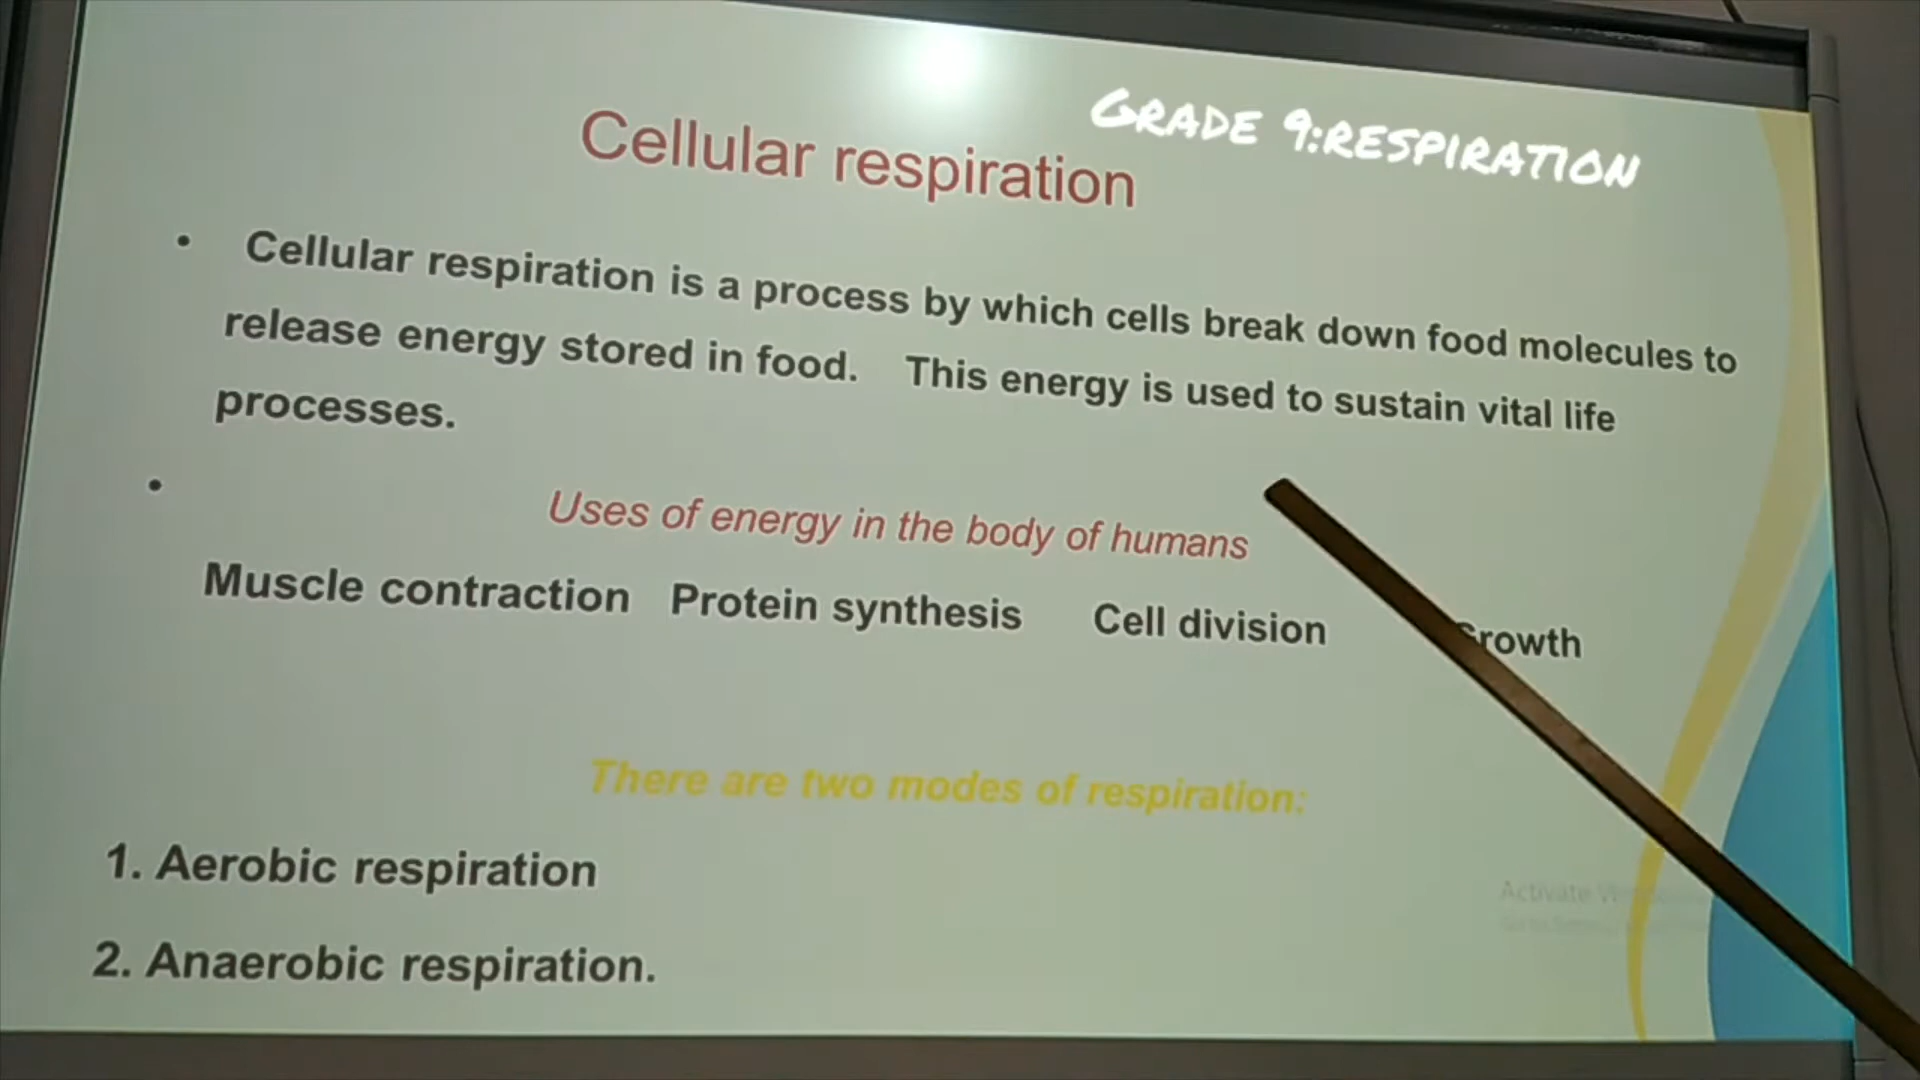 GRADE 9:RESPIRATION
Cellular respiration
• Cellular respiration is a process by which cells break down food molecules to
release energy stored in food. This energy is used to sustain vital life
processes.
• Uses of energy in the body of humans
Muscle contraction Protein synthesis Cell division Growth
There are two modes of respiration:
1. Aerobic respiration
2. Anaerobic respiration.
Activate